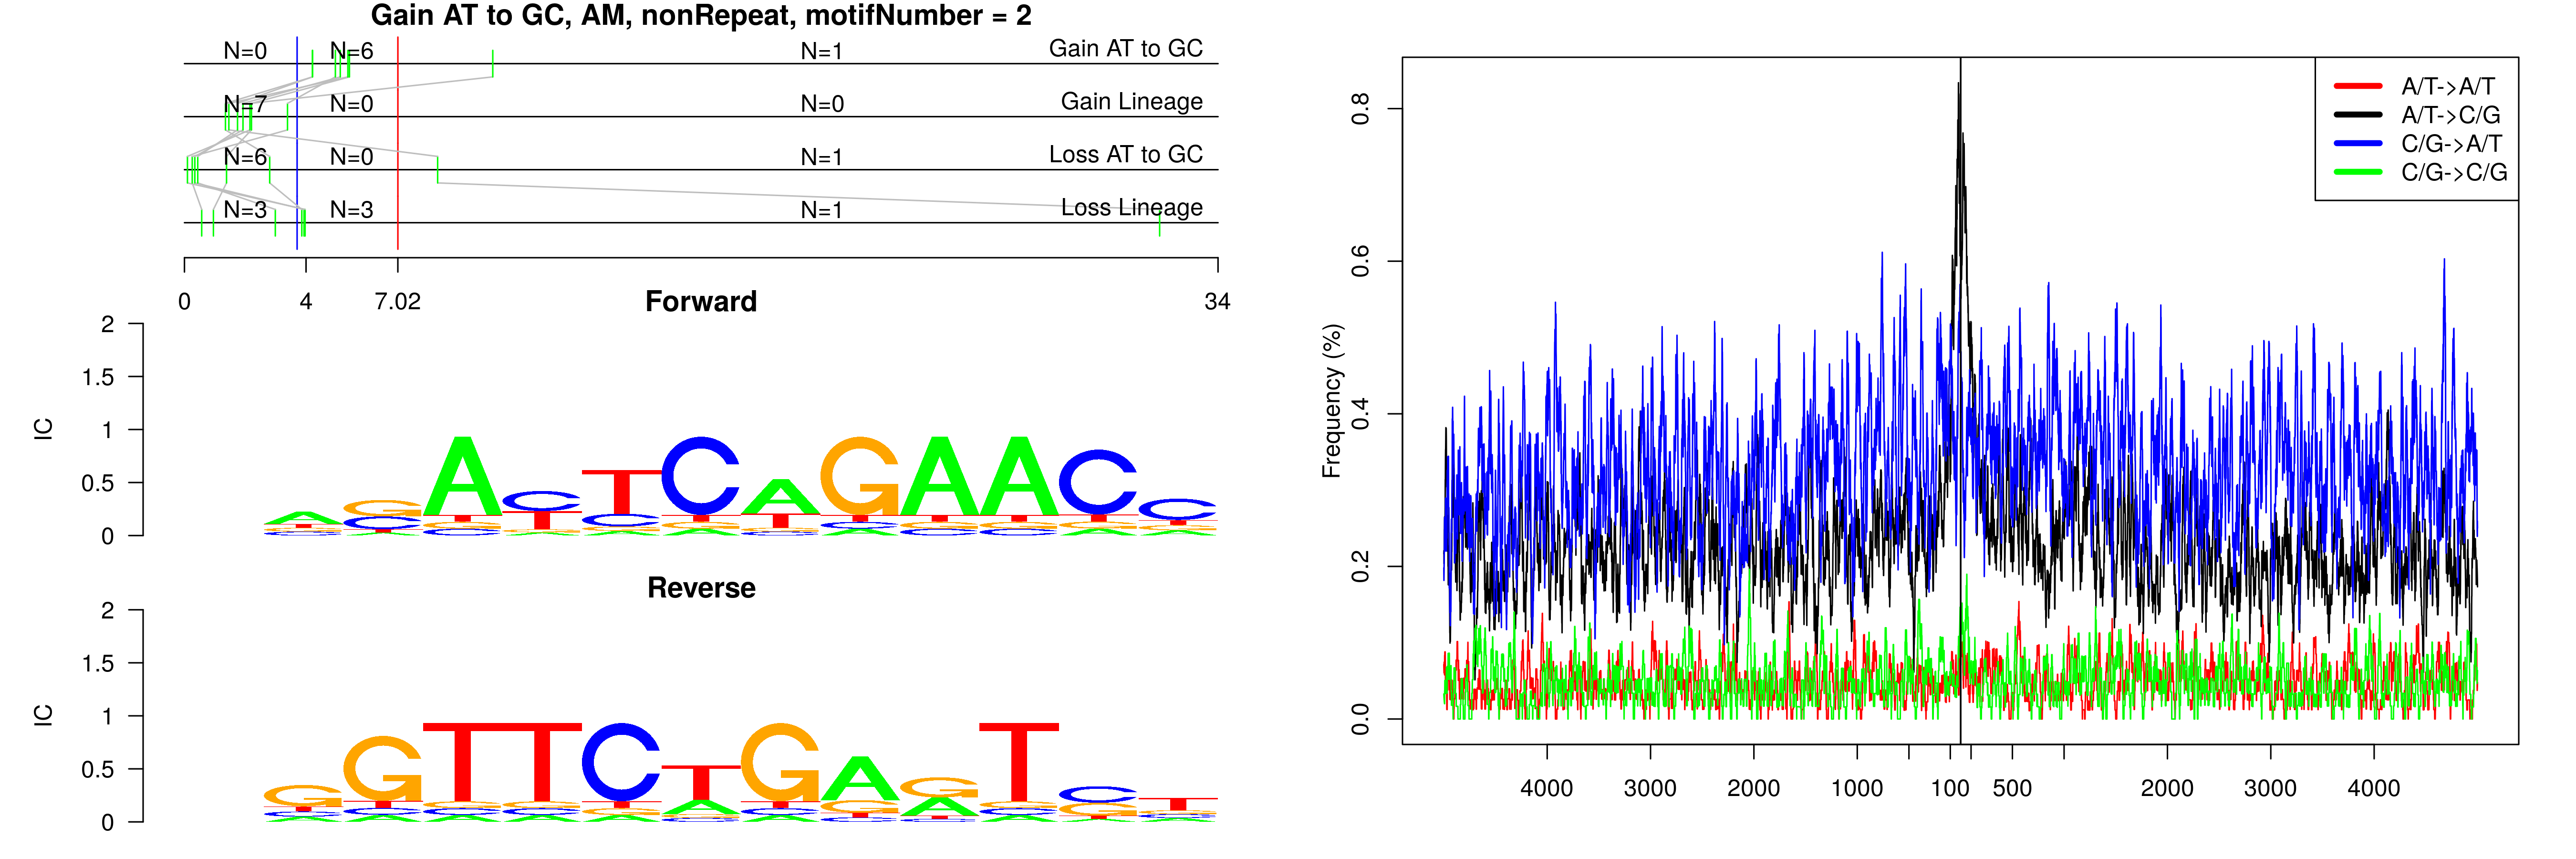 Gain AT to GC, AM, nonRepeat, motifNumber = 2
N=0 N=6 N=1 Gain AT to GC
N=7 N=0 N=0 Gain Lineage
N=6 N=0 N=1 Loss AT to GC
N=3 N=3 N=1 Loss Lineage
0 4 7.02 34
Forward
2
1.5
1
0.5
0
IC
A G A C T C A G A A C C
Reverse
2
1.5
1
0.5
0
IC
G G T T C T G A G T C T
0.8
0.6
0.4
0.2
0.0
Frequency (%)
A/T->A/T
A/T->C/G
C/G->A/T
C/G->C/G
4000 3000 2000 1000 100 500 2000 3000 4000